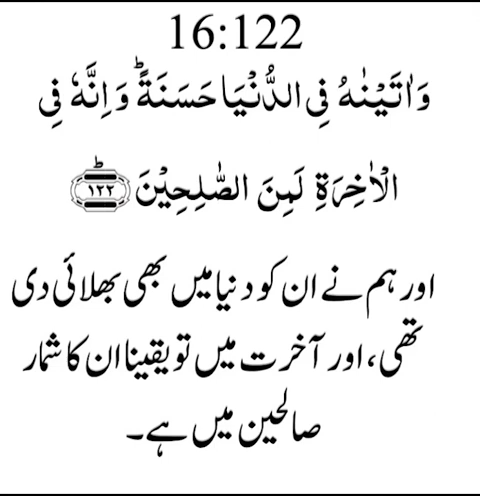 16:122
وَاٰتَيْنٰهُ فِي الدُّنْيَا حَسَنَةً ؕ وَاِنَّهٗ فِي
الْاٰخِرَةِ لَمِنَ الصّٰلِحِيْنَ ؕ ۝۱۲۲
اور ہم نے ان کو دنیا میں بھی بھلائی دی
تھی، اور آخرت میں تو یقینا ان کا شمار
صالحین میں ہے۔